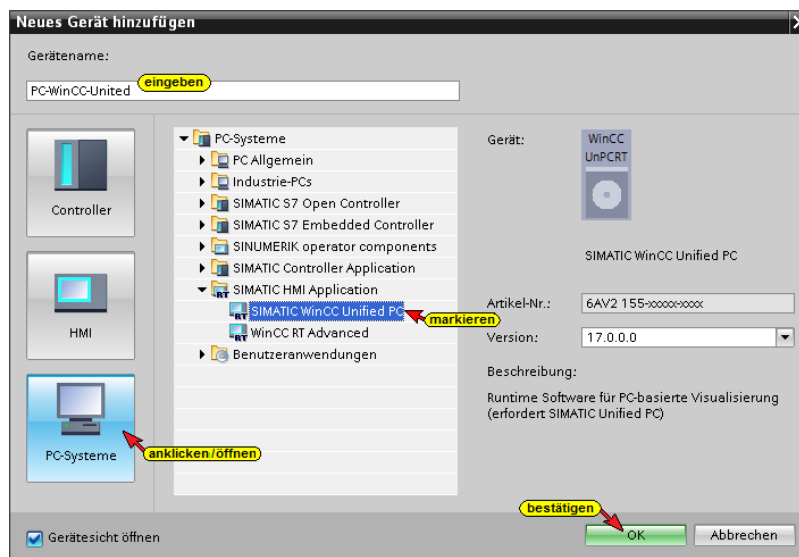 Neues Gerät hinzufügen
Gerätename:
eingeben
PC-WinCC-United
Controller
HMI
PC-Systeme
anklicken/öffnen
PC-Systeme
PC Allgemein
Industrie-PCs
SIMATIC S7 Open Controller
SIMATIC S7 Embedded Controller
SINUMERIK operator components
SIMATIC Controller Application
SIMATIC HMI Application
SIMATIC WinCC Unified PC
markieren
WinCC RT Advanced
Benutzeranwendungen
Gerät:
WinCC
UnPCRT
SIMATIC WinCC Unified PC
Artikel-Nr.:
6AV2 155-xxxxx-xxxx
Version:
17.0.0.0
Beschreibung:
Runtime Software für PC-basierte Visualisierung
(erfordert SIMATIC Unified PC)
bestätigen
Gerätesicht öffnen
OK
Abbrechen